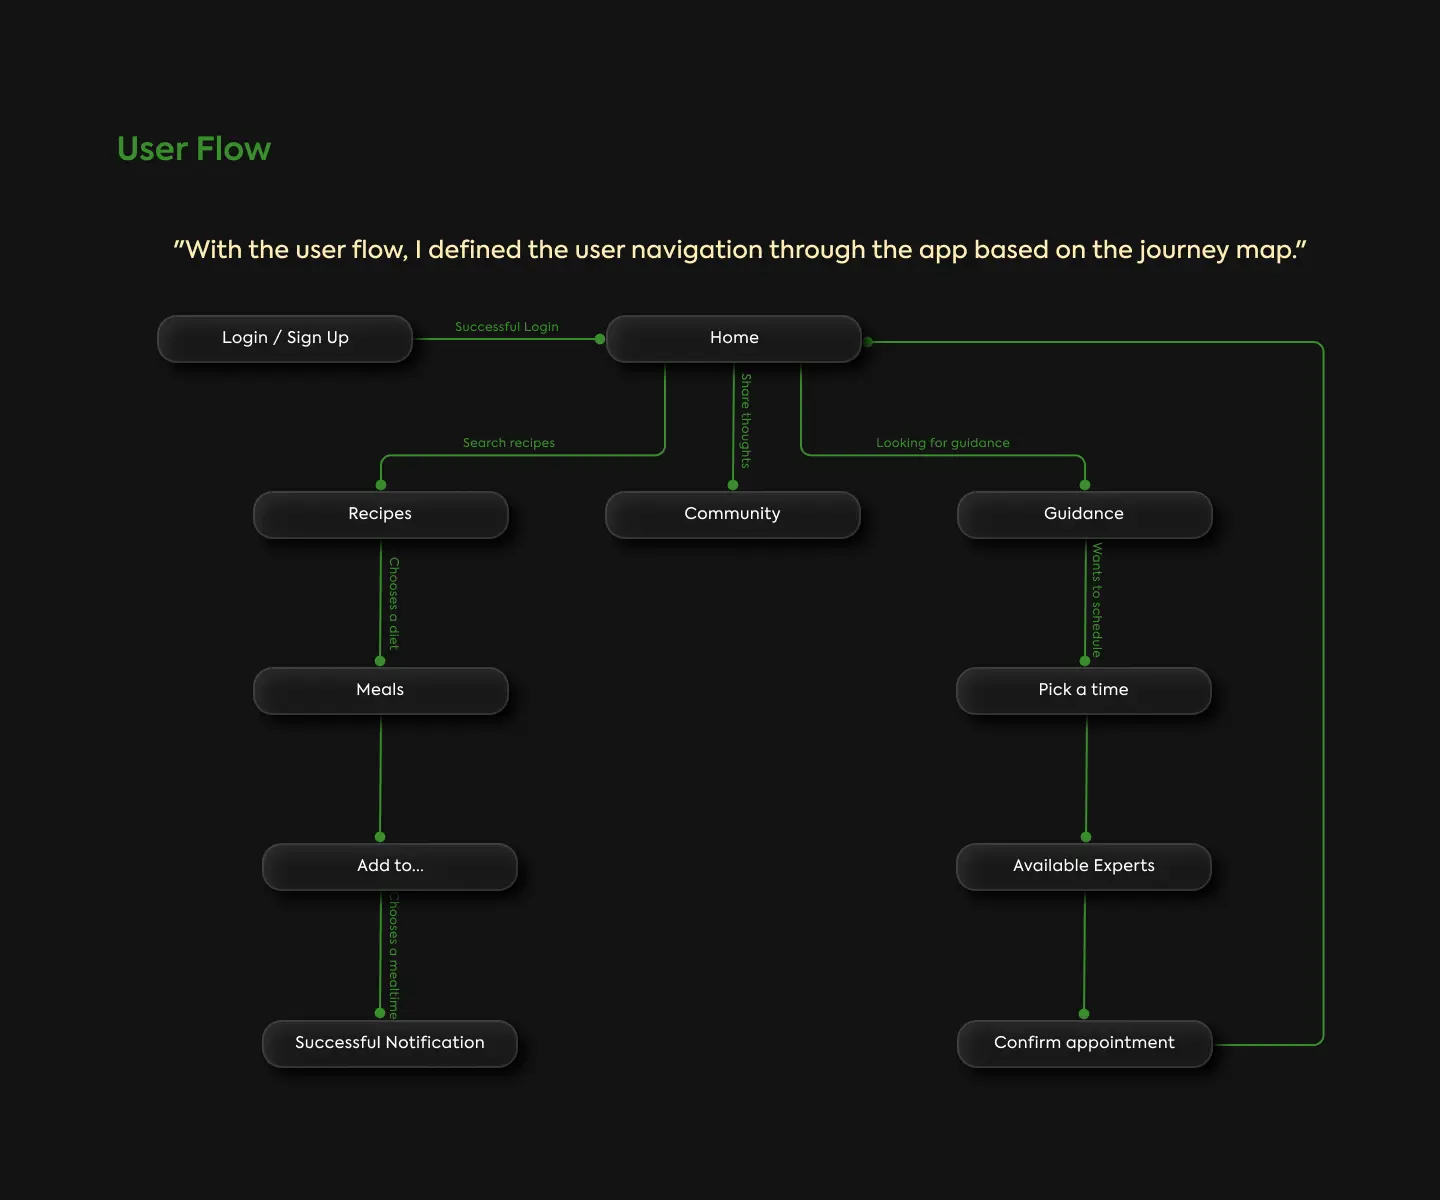 User Flow
"With the user flow, I defined the user navigation through the app based on the journey map."
Login / Sign Up
Successful Login
Home
Share thoughts
Search recipes
Looking for guidance
Recipes
Community
Guidance
Chooses a diet
Wants to schedule
Meals
Pick a time
Add to...
Available Experts
Chooses a mealtime
Successful Notification
Confirm appointment